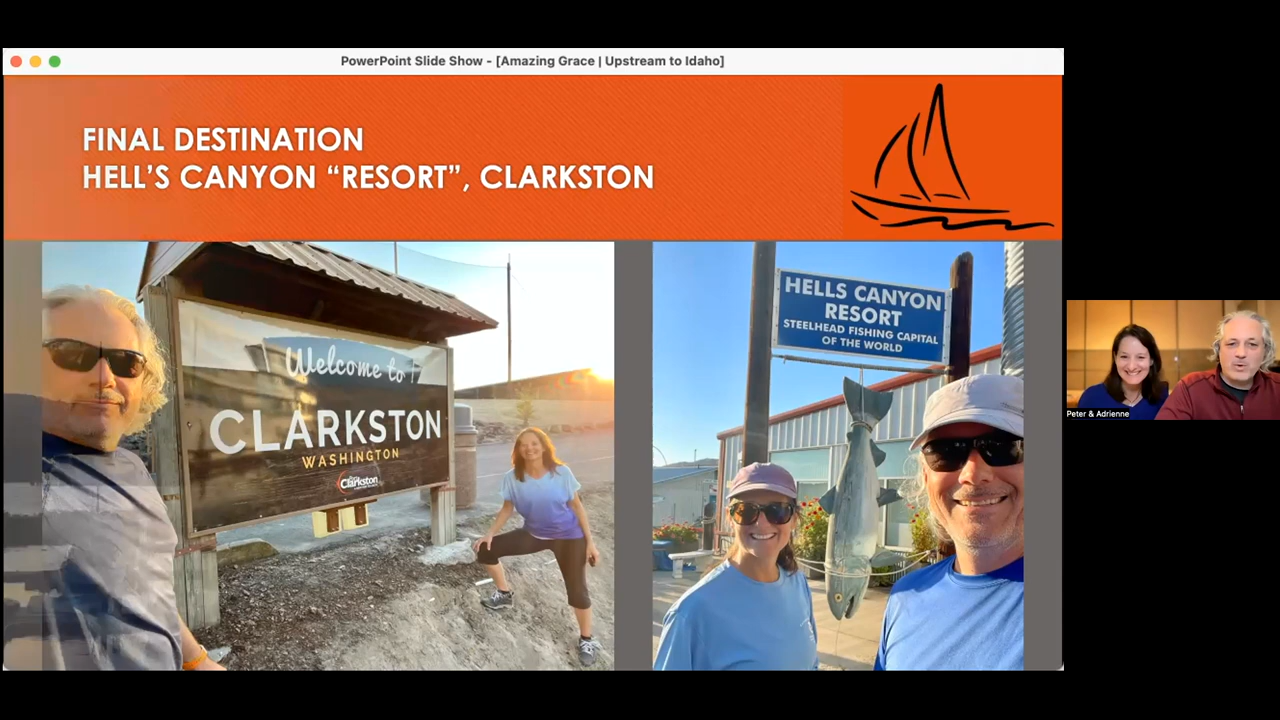 PowerPoint Slide Show - [Amazing Grace | Upstream to Idaho]
FINAL DESTINATION
HELL'S CANYON “RESORT”, CLARKSTON
Welcome to
CLARKSTON
WASHINGTON
Clarkston
HELLS CANYON
RESORT
STEELHEAD FISHING CAPITAL
OF THE WORLD
Peter & Adrienne